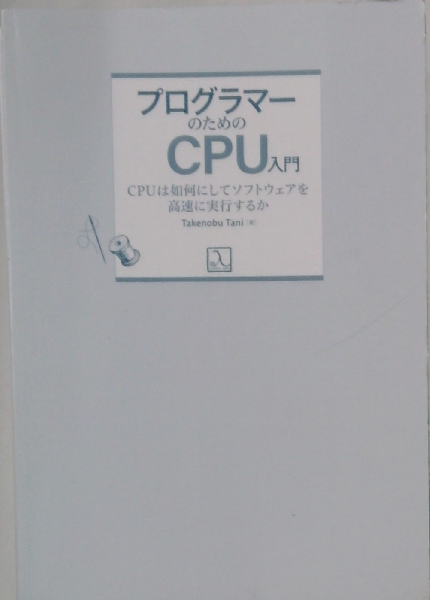 プログラマー
のための
CPU入門
CPUは如何にしてソフトウェアを
高速に実行するか
Takenobu Tani [著]